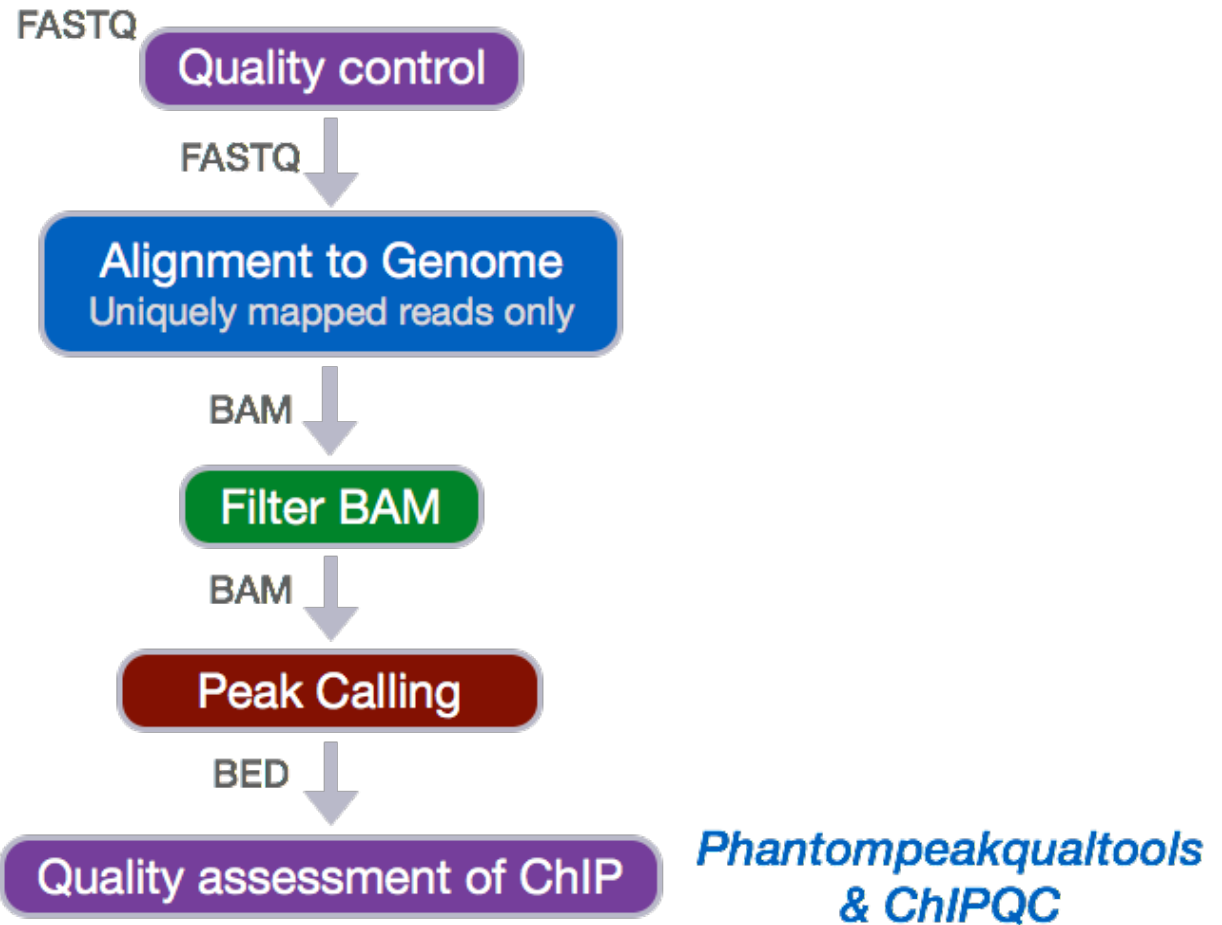 FASTQ
Quality control
FASTQ
Alignment to Genome
Uniquely mapped reads only
BAM
Filter BAM
BAM
Peak Calling
BED
Quality assessment of ChIP
Phantompeakqualtools
& ChIPQC